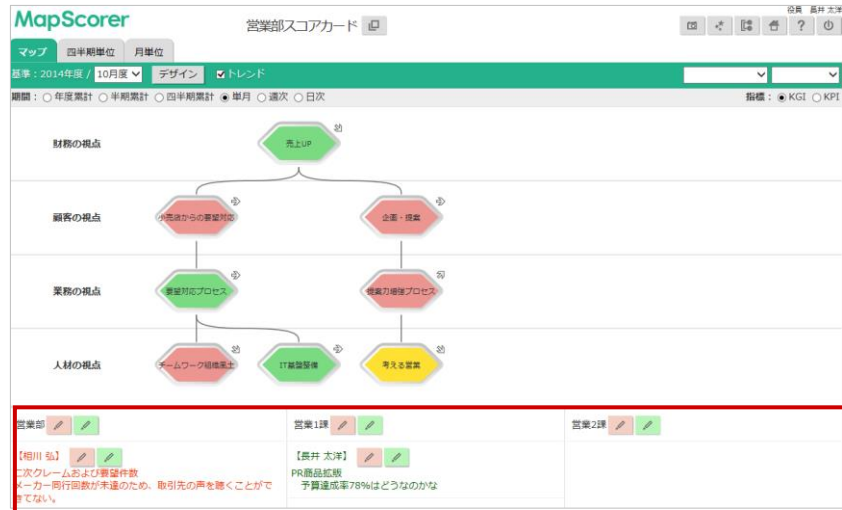 役員 長井 太洋
MapScorer
営業部スコアカード
マップ 四半期単位 月単位
基準：2014年度 / 10月度 デザイン トレンド
期間： 年度累計 半期累計 四半期累計 単月 週次 日次 指標： KGI KPI
財務の視点
売上UP
顧客の視点
小売店からの要望対応
企画・提案
業務の視点
要望対応プロセス
提案力増強プロセス
人材の視点
チームワーク組織風土
IT基盤整備
考える営業
営業部 営業1課 営業2課
【相川 弘】 【長井 太洋】
二次クレームおよび要望件数 PR商品拡販
メーカー同行回数が未達のため、取引先の声を聴くことがで 予算達成率78%はどうなのかな
きてない。